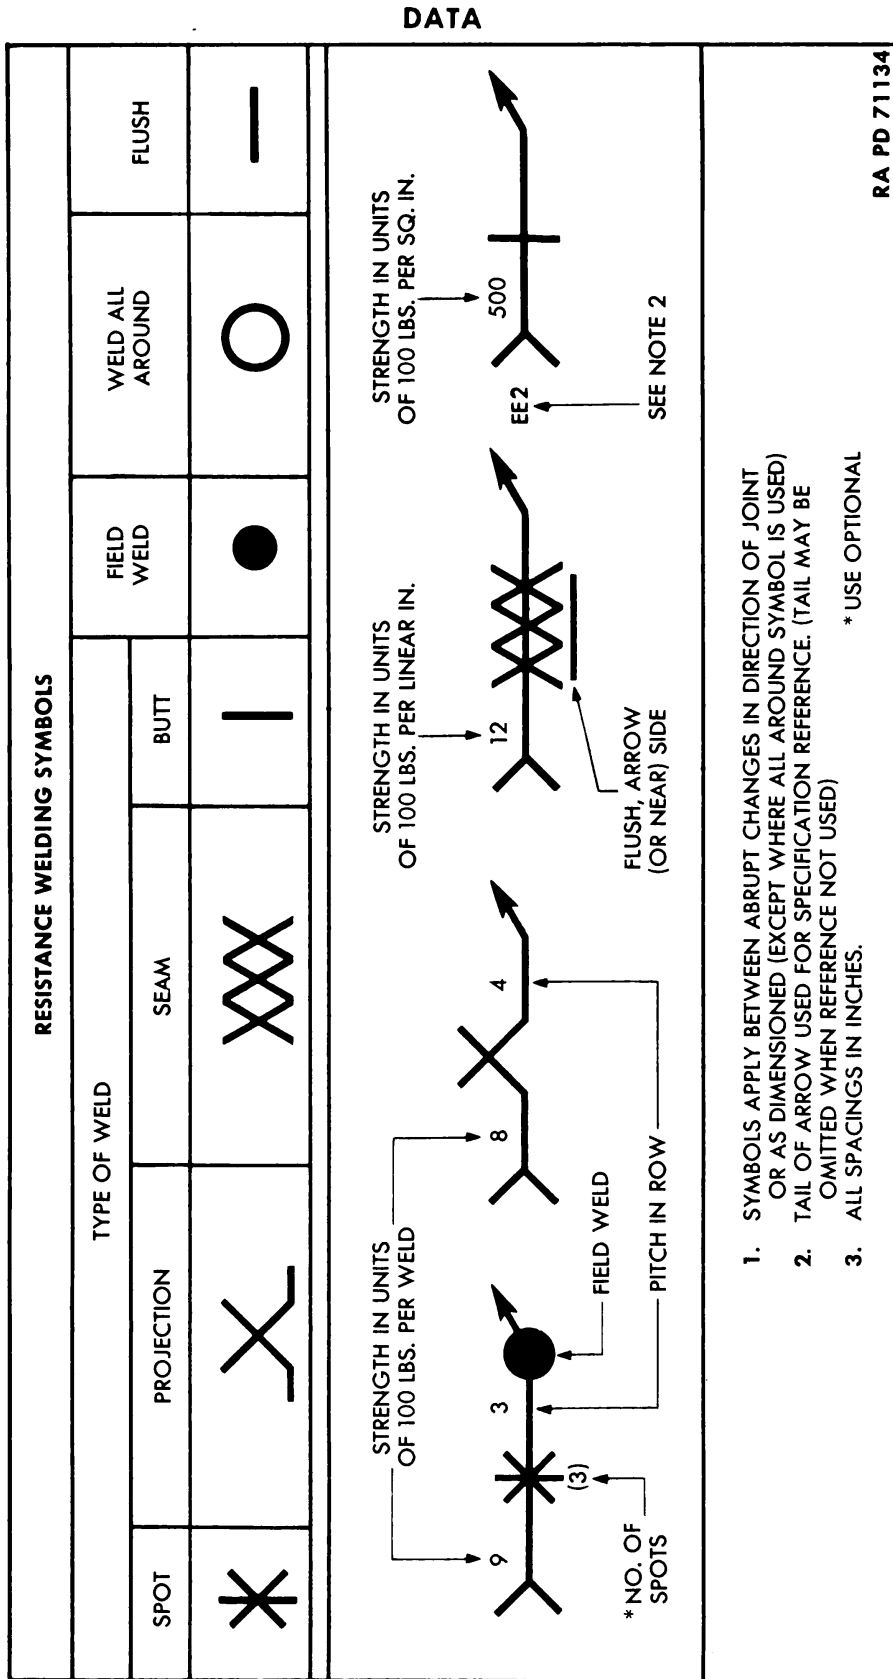 DATA
RESISTANCE WELDING SYMBOLS
TYPE OF WELD
FIELD
WELD
WELD ALL
AROUND
FLUSH
SPOT
PROJECTION
SEAM
BUTT
STRENGTH IN UNITS
OF 100 LBS. PER WELD
9
3
(3)
* NO. OF
SPOTS
FIELD WELD
PITCH IN ROW
8
4
STRENGTH IN UNITS
OF 100 LBS. PER LINEAR IN.
12
FLUSH, ARROW
(OR NEAR) SIDE
STRENGTH IN UNITS
OF 100 LBS. PER SQ. IN.
500
EE2
SEE NOTE 2
1. SYMBOLS APPLY BETWEEN ABRUPT CHANGES IN DIRECTION OF JOINT
OR AS DIMENSIONED (EXCEPT WHERE ALL AROUND SYMBOL IS USED)
2. TAIL OF ARROW USED FOR SPECIFICATION REFERENCE. (TAIL MAY BE
OMITTED WHEN REFERENCE NOT USED)
3. ALL SPACINGS IN INCHES. * USE OPTIONAL
RA PD 71134